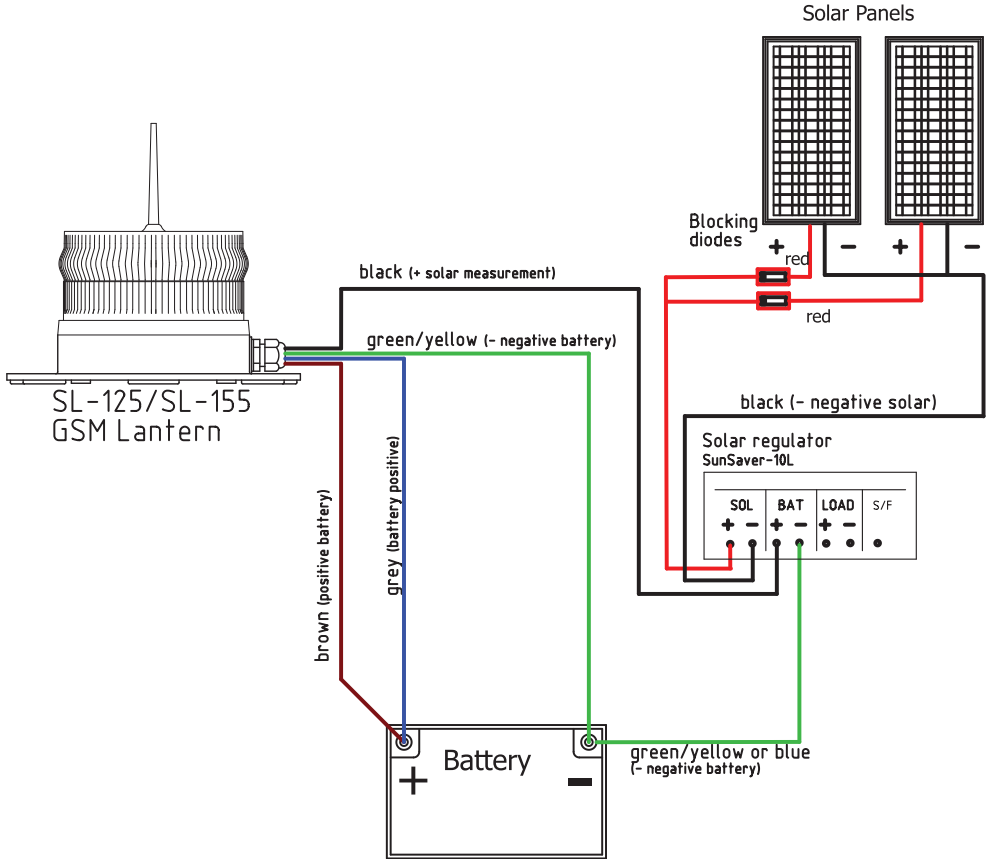 Solar Panels
Blocking
diodes
+ − + −
red
red
black (+ solar measurement)
green/yellow (- negative battery)
SL-125/SL-155
GSM Lantern
black (- negative solar)
Solar regulator
SunSaver-10L
SOL BAT LOAD S/F
+ − + − + −
brown (positive battery)
grey (battery positive)
Battery
+ −
green/yellow or blue
(- negative battery)